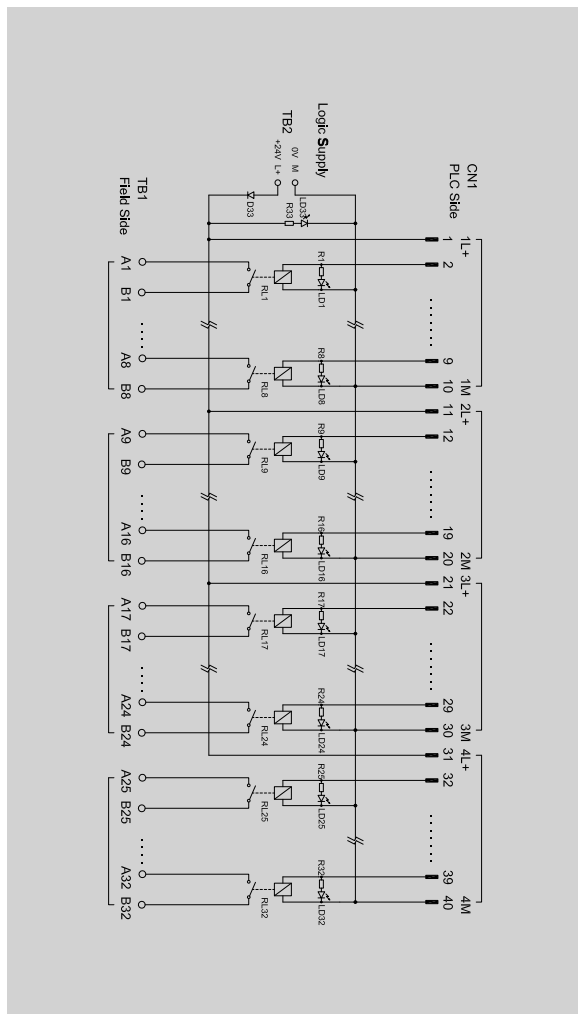 Logic Supply
TB2
0V M
+24V L+
CN1
PLC Side
TB1
Field Side
D33
R33
LD33
1L+
1
2
9
10
1M
2L+
11
12
19
20
2M
3L+
21
22
29
30
3M
4L+
31
32
39
40
4M
R1
LD1
RL1
R8
LD8
RL8
R9
LD9
RL9
R16
LD16
RL16
R17
LD17
RL17
R24
LD24
RL24
R25
LD25
RL25
R32
LD32
RL32
A1
B1
A8
B8
A9
B9
A16
B16
A17
B17
A24
B24
A25
B25
A32
B32